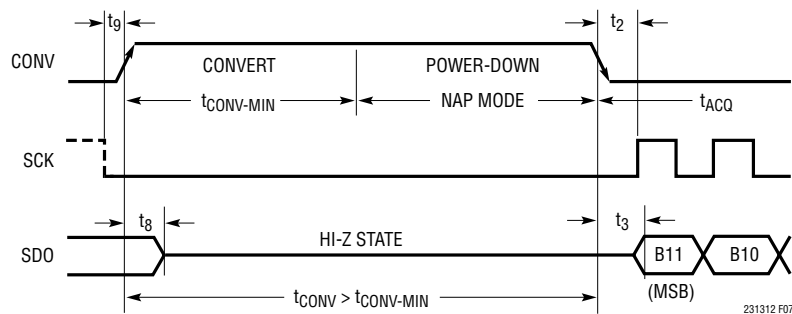 t9
t2
CONV
CONVERT
POWER-DOWN
tCONV-MIN
NAP MODE
tACQ
SCK
t8
t3
SDO
HI-Z STATE
B11
B10
(MSB)
tCONV > tCONV-MIN
231312 F07